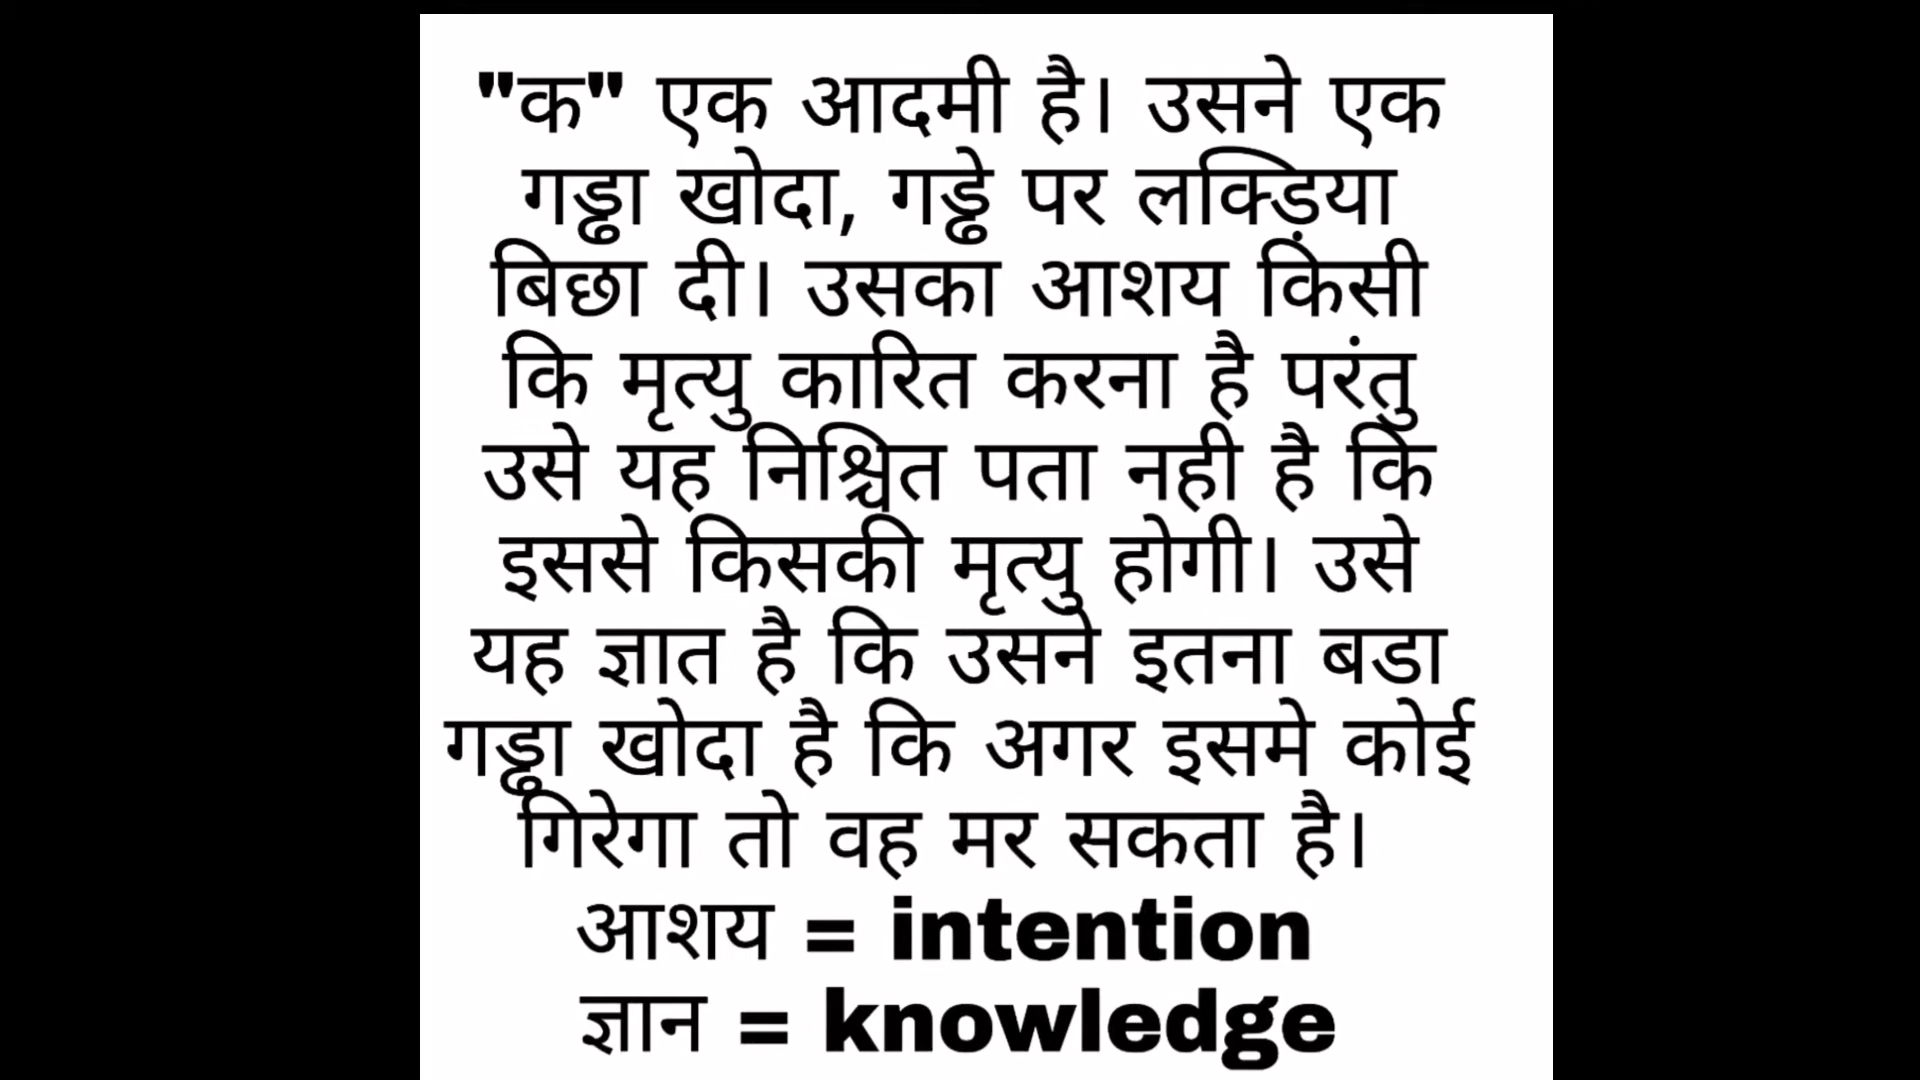 "क" एक आदमी है। उसने एक
गड्ढा खोदा, गड्ढे पर लक्ड़िया
बिछा दी। उसका आशय किसी
कि मृत्यु कारित करना है परंतु
उसे यह निश्चित पता नही है कि
इससे किसकी मृत्यु होगी। उसे
यह ज्ञात है कि उसने इतना बडा
गड्ढा खोदा है कि अगर इसमे कोई
गिरेगा तो वह मर सकता है।
आशय = intention
ज्ञान = knowledge